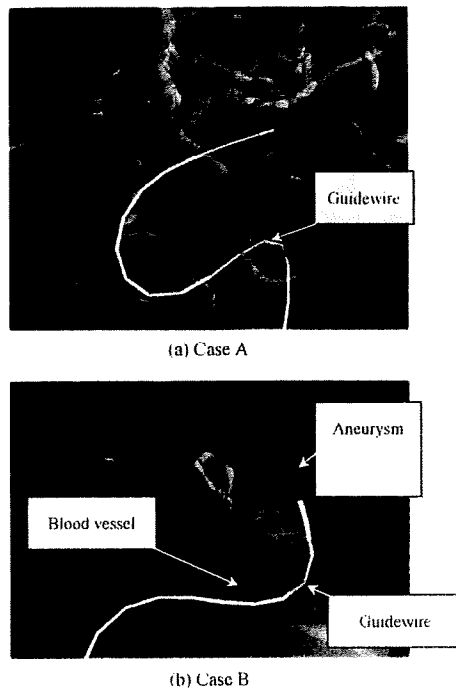 Guidewire
(a) Case A
Aneurysm
Blood vessel
Guidewire
(b) Case B